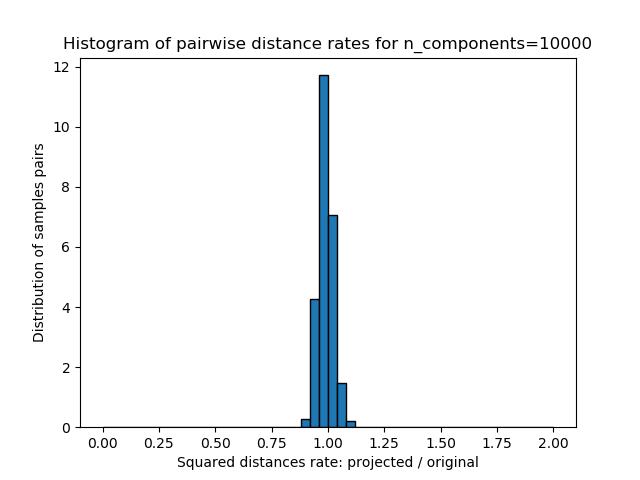 Histogram of pairwise distance rates for n_components=10000
12
10
8
6
4
2
0
Distribution of samples pairs
0.00 0.25 0.50 0.75 1.00 1.25 1.50 1.75 2.00
Squared distances rate: projected / original